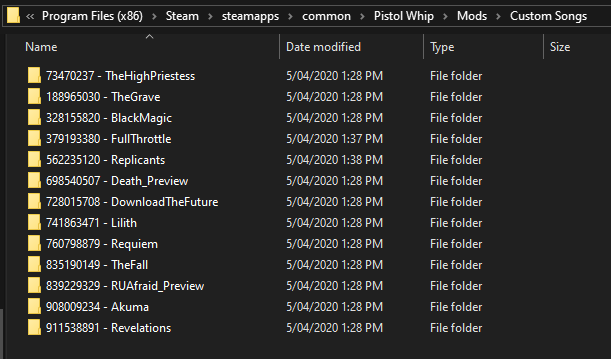 « Program Files (x86) > Steam > steamapps > common > Pistol Whip > Mods > Custom Songs >
Name Date modified Type Size
73470237 - TheHighPriestess 5/04/2020 1:28 PM File folder
188965030 - TheGrave 5/04/2020 1:28 PM File folder
328155820 - BlackMagic 5/04/2020 1:28 PM File folder
379193380 - FullThrottle 5/04/2020 1:37 PM File folder
562235120 - Replicants 5/04/2020 1:38 PM File folder
698540507 - Death_Preview 5/04/2020 1:28 PM File folder
728015708 - DownloadTheFuture 5/04/2020 1:28 PM File folder
741863471 - Lilith 5/04/2020 1:28 PM File folder
760798879 - Requiem 5/04/2020 1:28 PM File folder
835190149 - TheFall 5/04/2020 1:28 PM File folder
839229329 - RUAfraid_Preview 5/04/2020 1:28 PM File folder
908009234 - Akuma 5/04/2020 1:28 PM File folder
911538891 - Revelations 5/04/2020 1:28 PM File folder